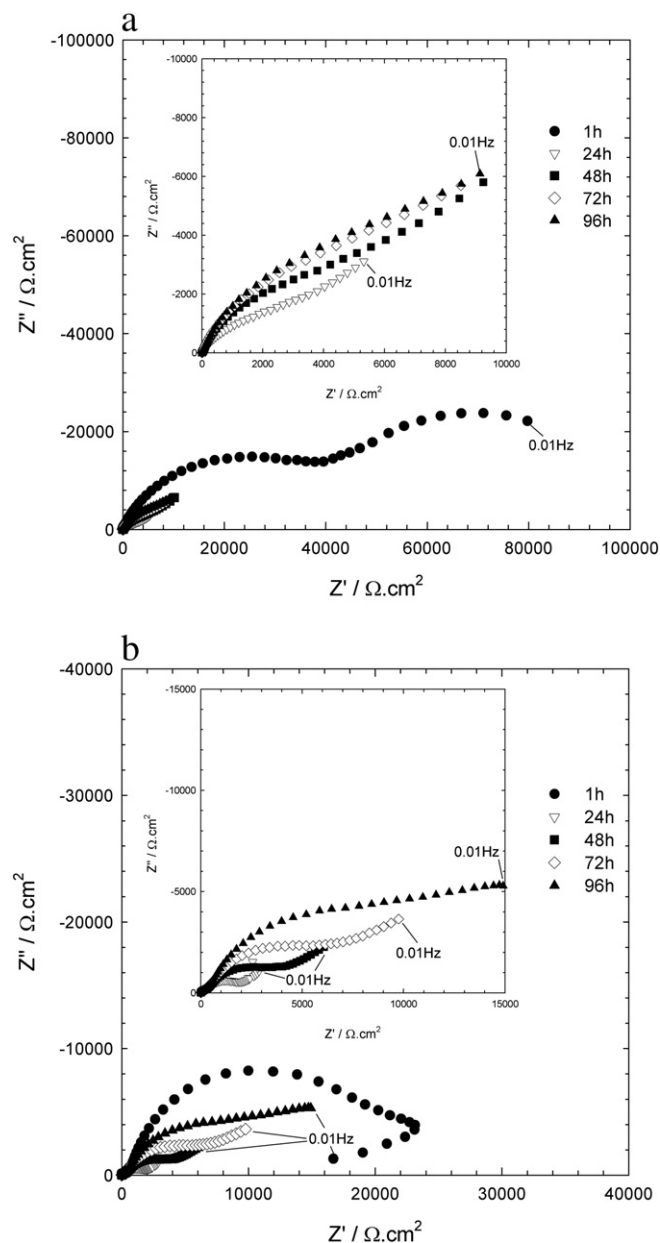 a
-100000
-80000
-60000
-40000
-20000
0
Z'' / Ω.cm²
0 20000 40000 60000 80000 100000
Z' / Ω.cm²
1h
24h
48h
72h
96h
0.01Hz
-10000
-8000
-6000
-4000
-2000
0
Z'' / Ω.cm²
0 2000 4000 6000 8000 10000
Z' / Ω.cm²
0.01Hz
0.01Hz
b
-40000
-30000
-20000
-10000
0
Z'' / Ω.cm²
0 10000 20000 30000 40000
Z' / Ω.cm²
1h
24h
48h
72h
96h
0.01Hz
-15000
-10000
-5000
0
Z'' / Ω.cm²
0 5000 10000 15000
Z' / Ω.cm²
0.01Hz
0.01Hz
0.01Hz